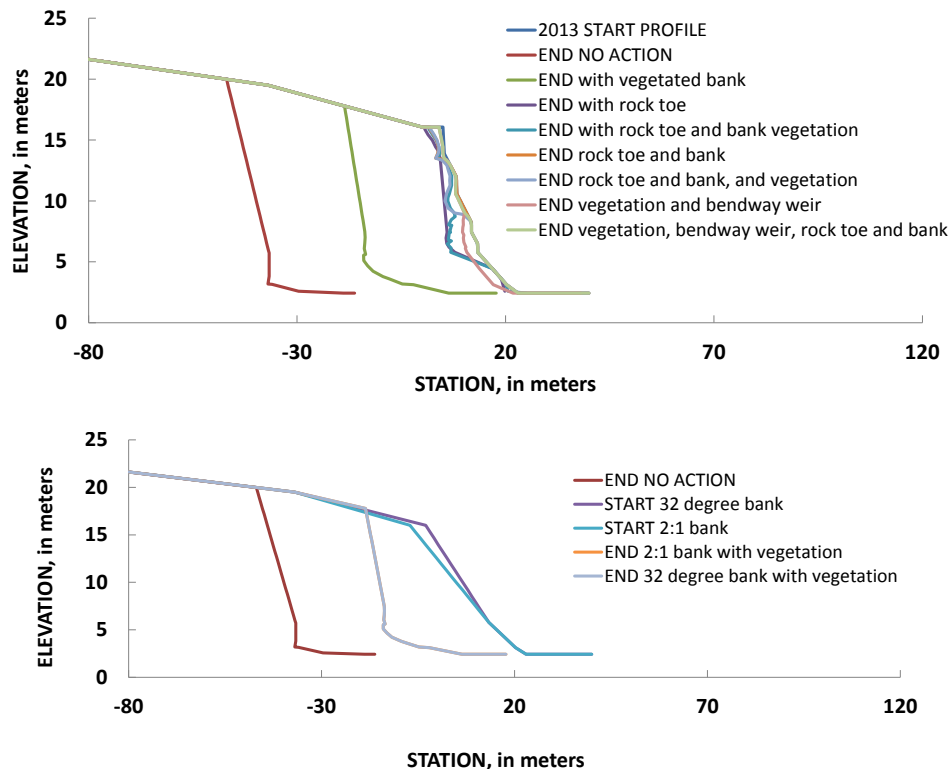 25
20
15
10
5
0
ELEVATION, in meters
-80
-30
20
70
120
STATION, in meters
2013 START PROFILE
END NO ACTION
END with vegetated bank
END with rock toe
END with rock toe and bank vegetation
END rock toe and bank
END rock toe and bank, and vegetation
END vegetation and bendway weir
END vegetation, bendway weir, rock toe and bank
25
20
15
10
5
0
ELEVATION, in meters
-80
-30
20
70
120
STATION, in meters
END NO ACTION
START 32 degree bank
START 2:1 bank
END 2:1 bank with vegetation
END 32 degree bank with vegetation